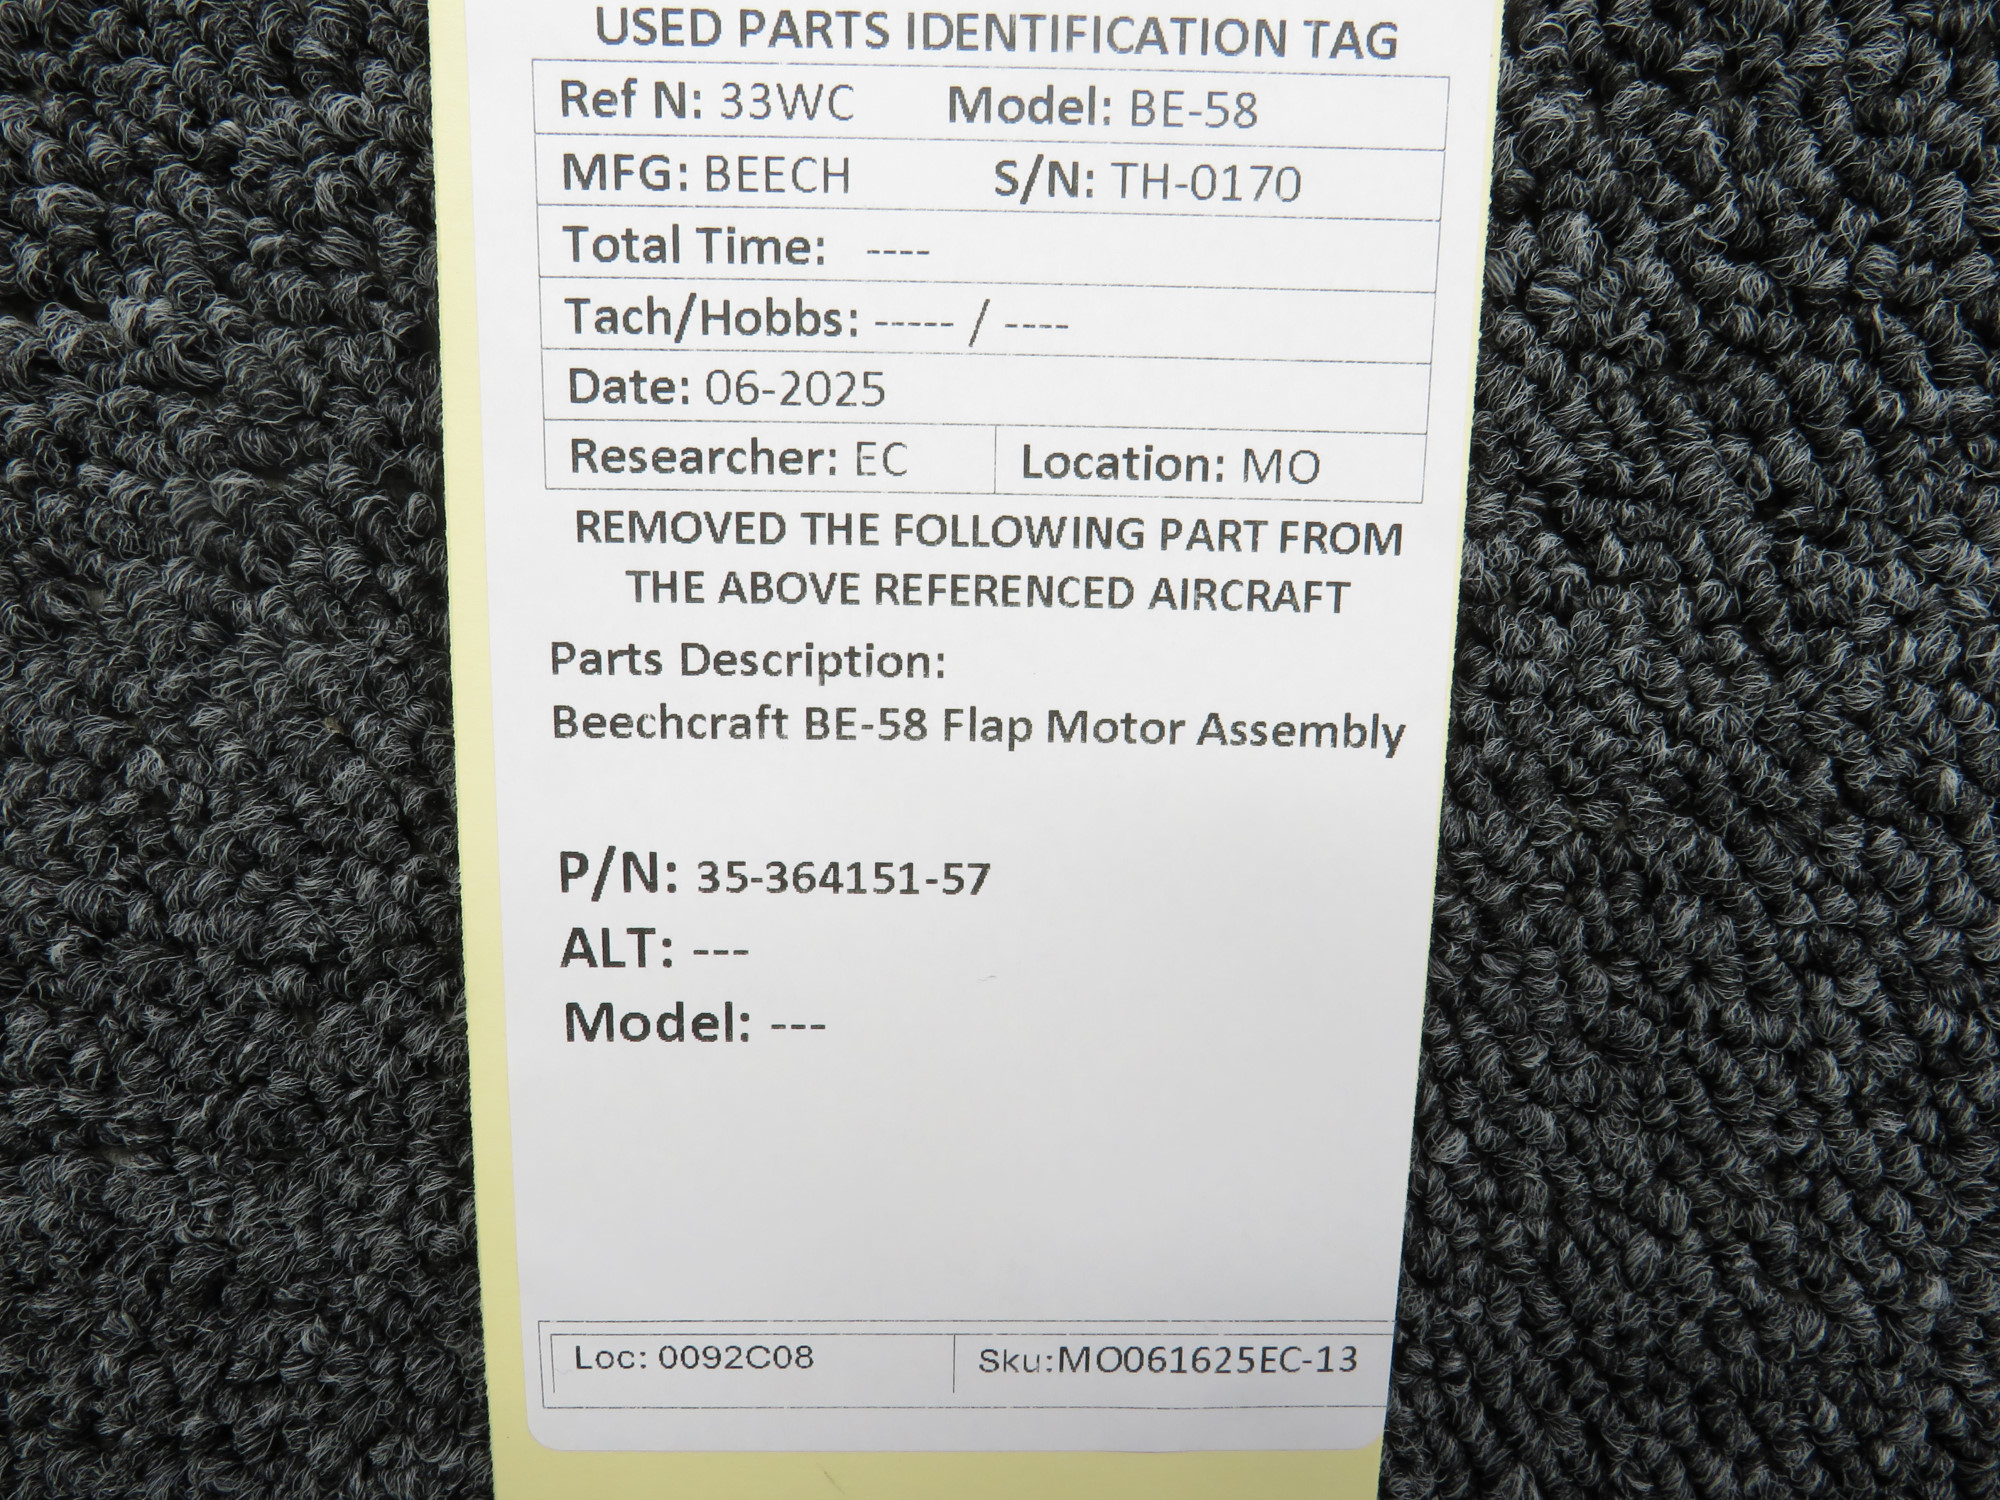 USED PARTS IDENTIFICATION TAG
Ref N: 33WC Model: BE-58
MFG: BEECH S/N: TH-0170
Total Time: ----
Tach/Hobbs: ----- / ----
Date: 06-2025
Researcher: EC Location: MO
REMOVED THE FOLLOWING PART FROM
THE ABOVE REFERENCED AIRCRAFT
Parts Description:
Beechcraft BE-58 Flap Motor Assembly
P/N: 35-364151-57
ALT: ---
Model: ---
Loc: 0092C08 Sku:MO061625EC-13